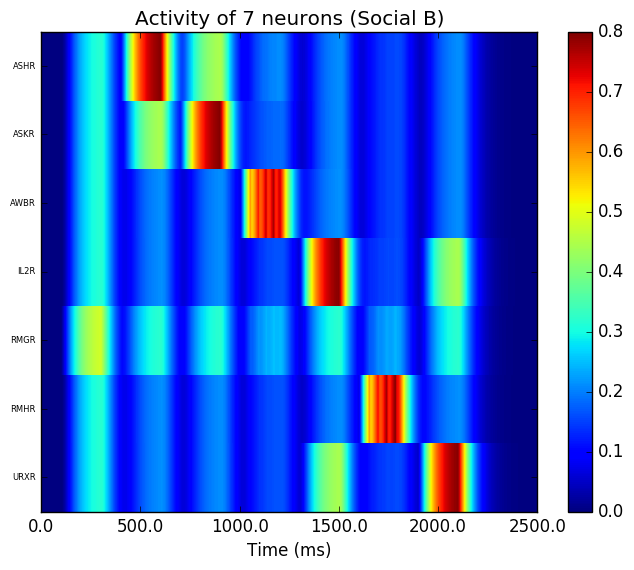 Activity of 7 neurons (Social B)
ASHR
ASKR
AWBR
IL2R
RMGR
RMHR
URXR
0.0 500.0 1000.0 1500.0 2000.0 2500.0
Time (ms)
0.8
0.7
0.6
0.5
0.4
0.3
0.2
0.1
0.0